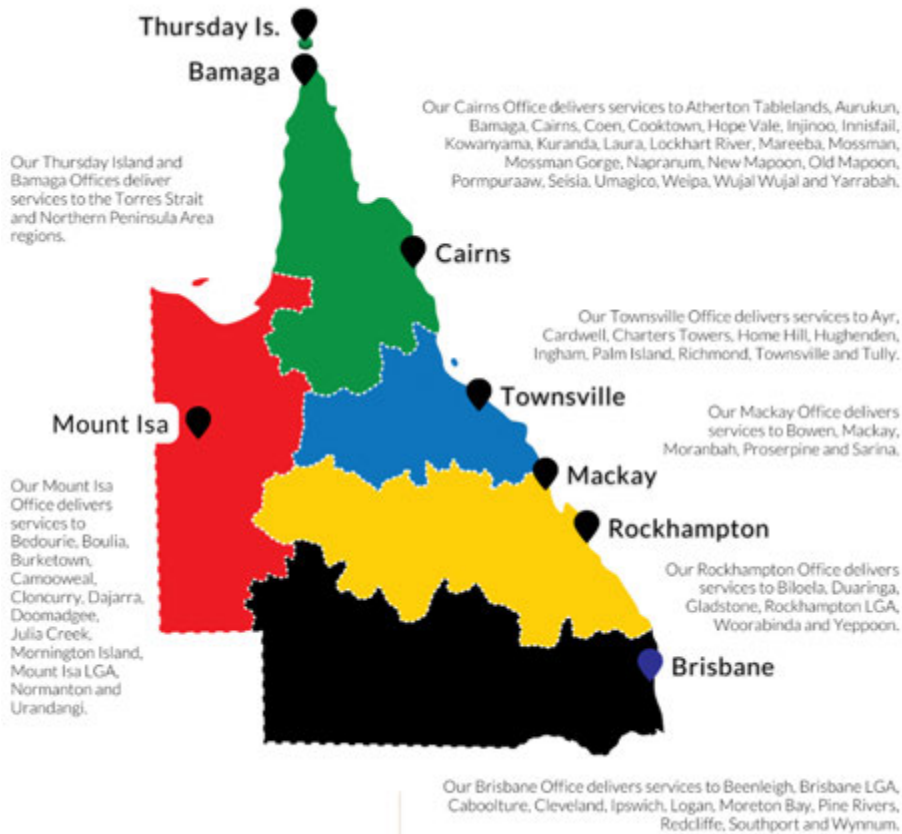 Thursday Is.
Bamaga
Our Cairns Office delivers services to Atherton Tablelands, Aurukun,
Bamaga, Cairns, Coen, Cooktown, Hope Vale, Injinoo, Innisfail,
Kowanyama, Kuranda, Laura, Lockhart River, Mareeba, Mossman,
Mossman Gorge, Napranum, New Mapoon, Old Mapoon,
Pormpuraaw, Seisia, Umagico, Weipa, Wujal Wujal and Yarrabah.
Our Thursday Island and
Bamaga Offices deliver
services to the Torres Strait
and Northern Peninsula Area
regions.
Cairns
Our Townsville Office delivers services to Ayr,
Cardwell, Charters Towers, Home Hill, Hughenden,
Ingham, Palm Island, Richmond, Townsville and Tully.
Townsville
Mount Isa
Our Mackay Office delivers
services to Bowen, Mackay,
Moranbah, Proserpine and Sarina.
Mackay
Our Mount Isa
Office delivers
services to
Bedourie, Boulia,
Burketown,
Camooweal,
Cloncurry, Dajarra,
Doomadgee,
Julia Creek,
Mornington Island,
Mount Isa LGA,
Normanton and
Urandangi.
Rockhampton
Our Rockhampton Office delivers
services to Biloela, Duaringa,
Gladstone, Rockhampton LGA,
Woorabinda and Yeppoon.
Brisbane
Our Brisbane Office delivers services to Beenleigh, Brisbane LGA,
Caboolture, Cleveland, Ipswich, Logan, Moreton Bay, Pine Rivers,
Redcliffe, Southport and Wynnum.